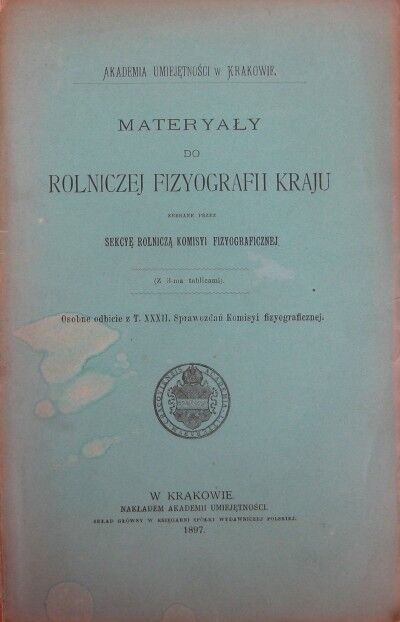 AKADEMIA UMIEJĘTNOŚCI W KRAKOWIE.
MATERYAŁY
DO
ROLNICZEJ FIZYOGRAFII KRAJU
ZEBRANE PRZEZ
SEKCYĘ ROLNICZĄ KOMISYI FIZYOGRAFICZNEJ
(Z 3-ma tablicami).
Osobne odbicie z T. XXXII. Sprawozdań Komisyi fizyograficznej.
W KRAKOWIE.
NAKŁADEM AKADEMII UMIEJĘTNOŚCI.
SKŁAD GŁÓWNY W KSIĘGARNI SPÓŁKI WYDAWNICZEJ POLSKIEJ.
1897.